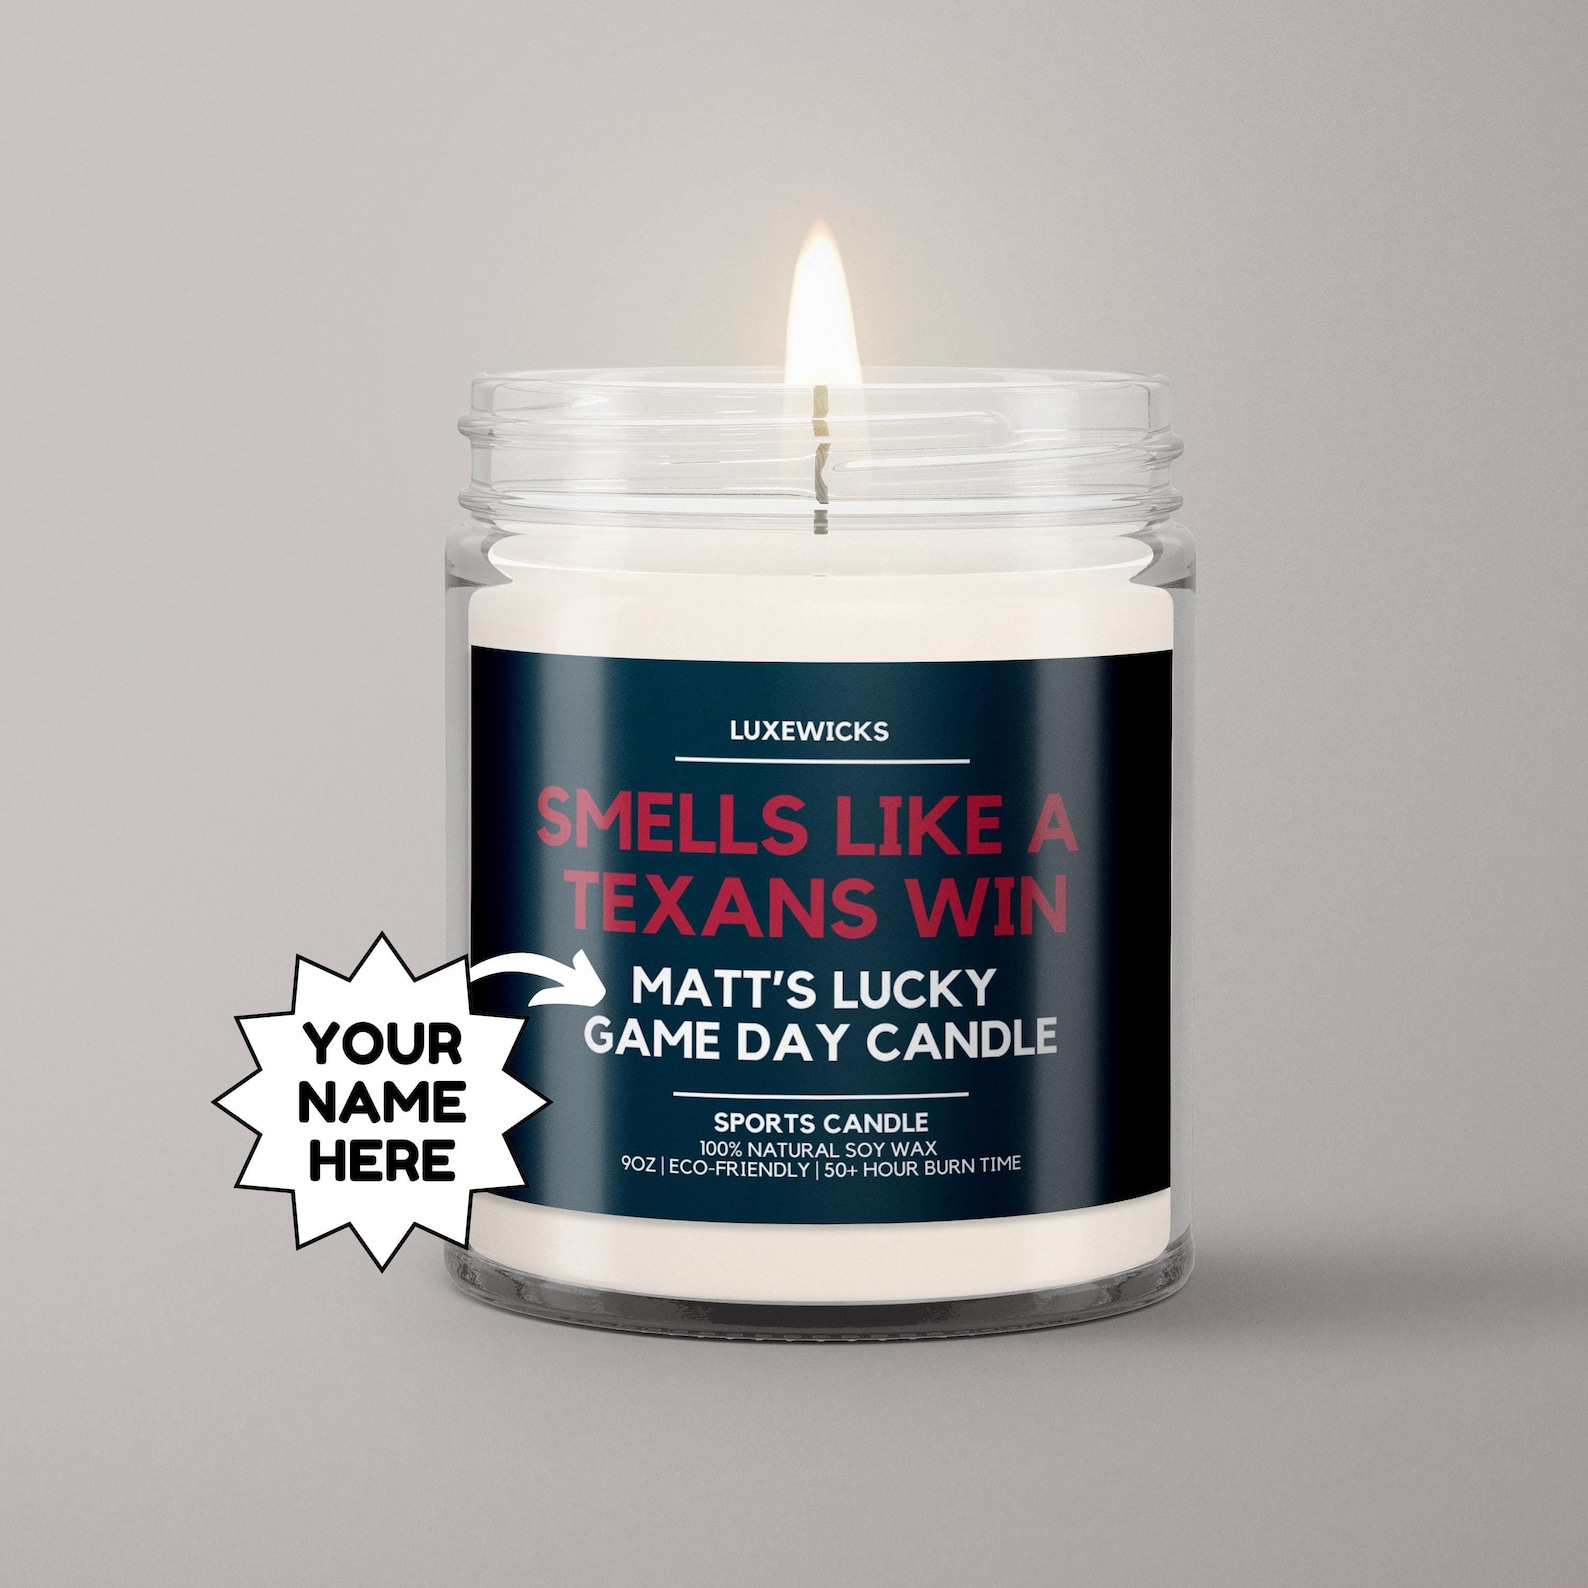 LUXEWICKS
SMELLS LIKE A
TEXANS WIN
MATT'S LUCKY
GAME DAY CANDLE
SPORTS CANDLE
100% NATURAL SOY WAX
9OZ | ECO-FRIENDLY | 50+ HOUR BURN TIME
YOUR
NAME
HERE